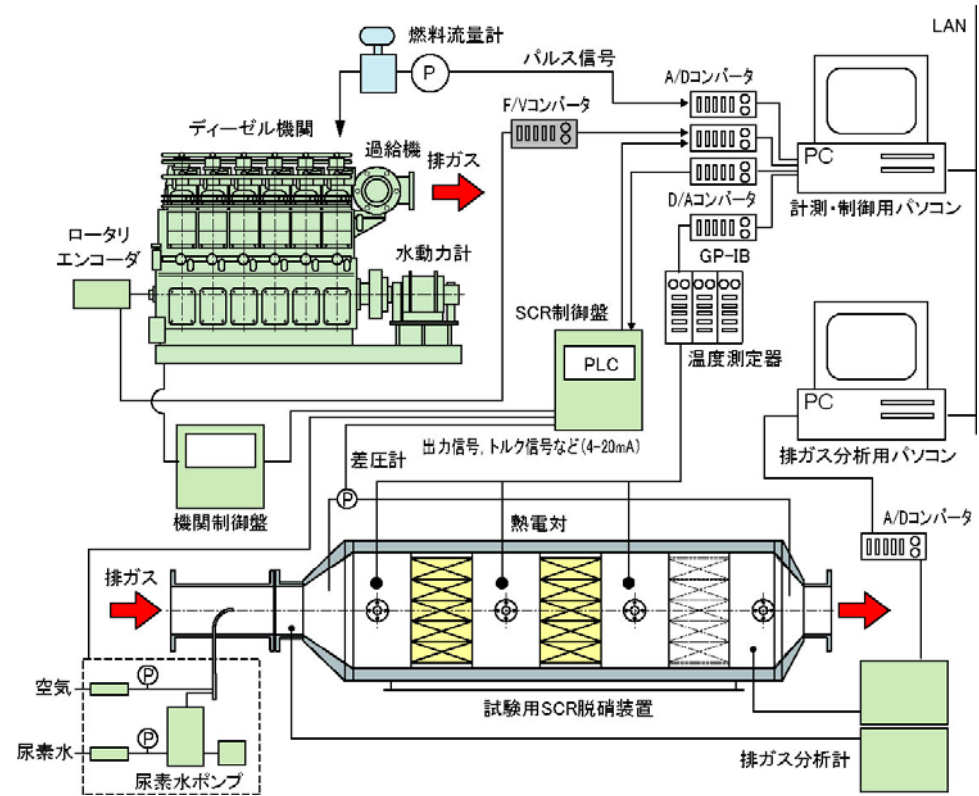 LAN
燃料流量計
P
パルス信号
A/Dコンバータ
F/Vコンバータ
ディーゼル機関
過給機
排ガス
PC
計測・制御用パソコン
D/Aコンバータ
GP-IB
ロータリ
エンコーダ
水動力計
SCR制御盤
PLC
温度測定器
PC
排ガス分析用パソコン
出力信号, トルク信号など(4-20mA)
差圧計
P
機関制御盤
熱電対
A/Dコンバータ
排ガス
空気
P
尿素水
P
尿素水ポンプ
試験用SCR脱硝装置
排ガス分析計